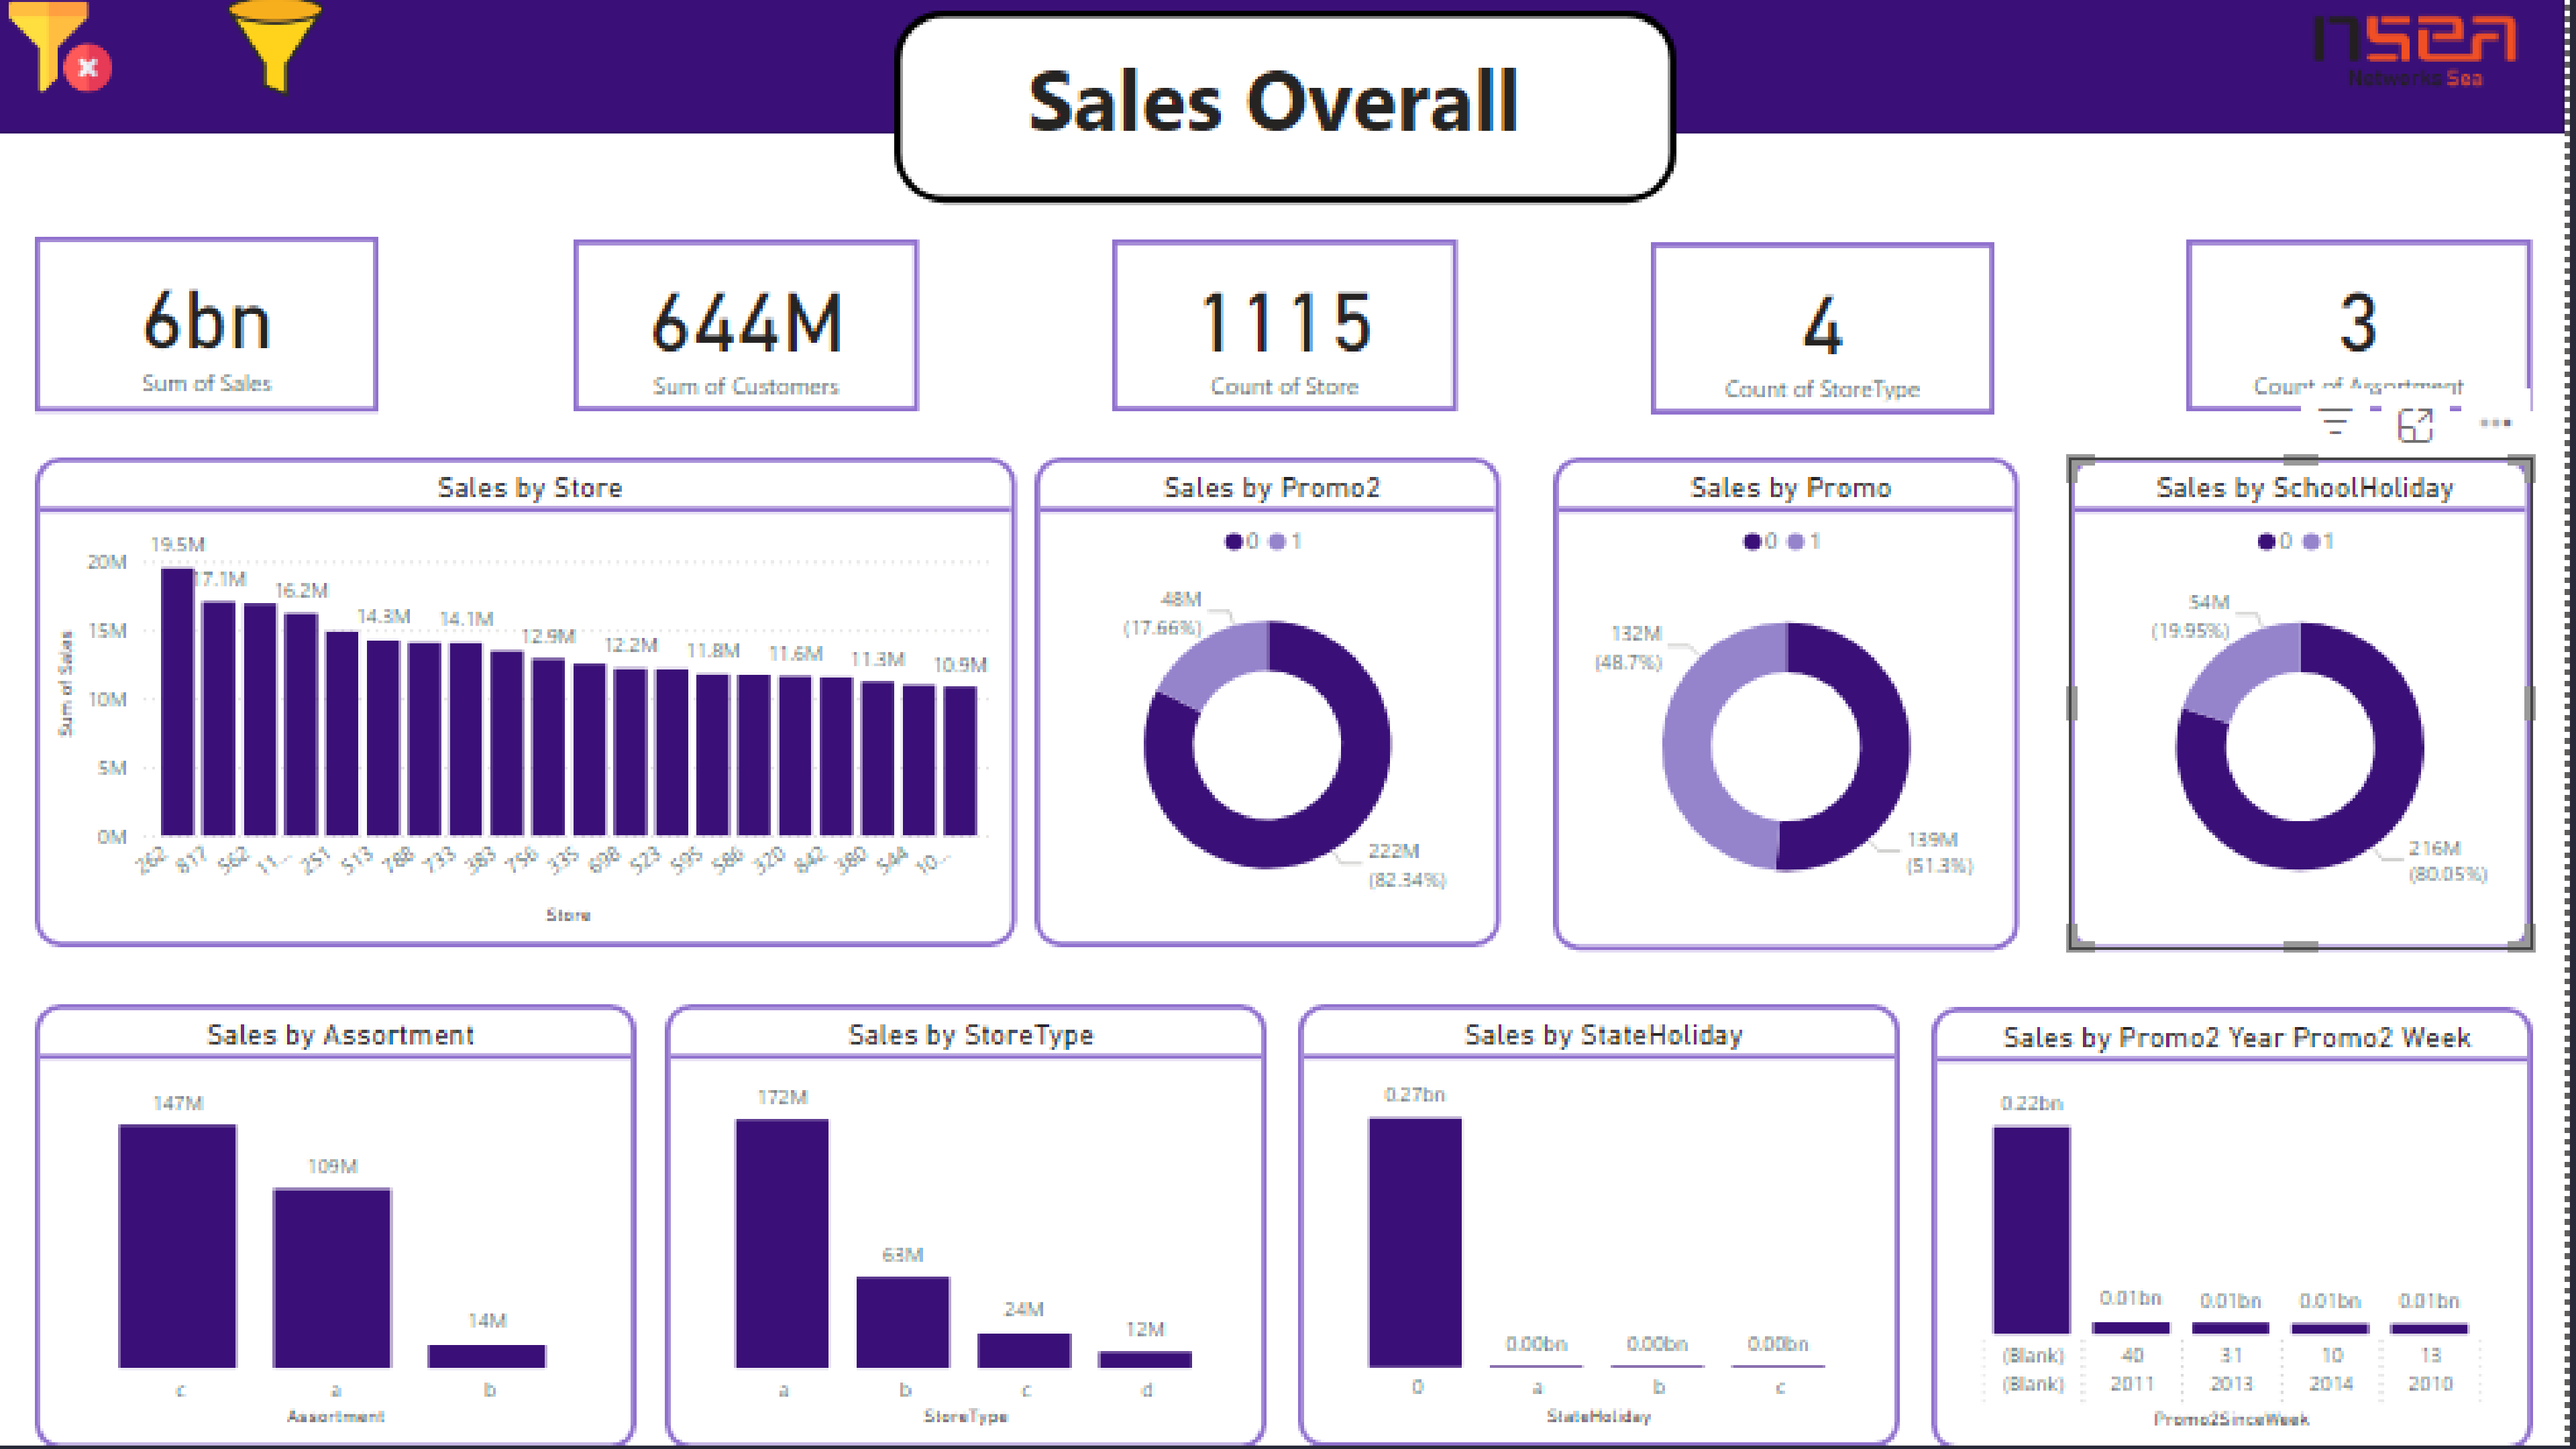 nsea
Networks Sea
Sales Overall
6bn
Sum of Sales
644M
Sum of Customers
1115
Count of Store
4
Count of StoreType
3
Count of Assortment
Sales by Store
Sum of Sales
20M
15M
10M
5M
0M
19.5M
17.1M
16.2M
14.3M
14.1M
12.9M
12.2M
11.8M
11.6M
11.3M
10.9M
262
817
562
11...
251
513
788
733
383
756
335
698
523
595
586
320
842
380
544
10...
Store
Sales by Promo2
0 1
48M
(17.66%)
222M
(82.34%)
Sales by Promo
0 1
132M
(48.7%)
139M
(51.3%)
Sales by SchoolHoliday
0 1
54M
(19.95%)
216M
(80.05%)
Sales by Assortment
147M
109M
14M
c a b
Assortment
Sales by StoreType
172M
63M
24M
12M
a b c d
StoreType
Sales by StateHoliday
0.27bn
0.00bn
0.00bn
0.00bn
0 a b c
StateHoliday
Sales by Promo2 Year Promo2 Week
0.22bn
0.01bn
0.01bn
0.01bn
0.01bn
(Blank) 40 31 10 13
(Blank) 2011 2013 2014 2010
Promo2SinceWeek